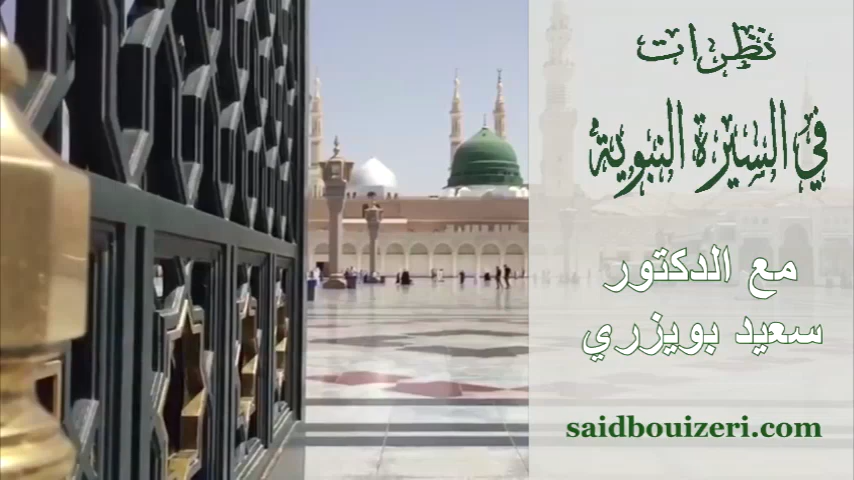 نظرات
في السيرة النبوية
مع الدكتور
سعيد بويزري
saidbouizeri.com